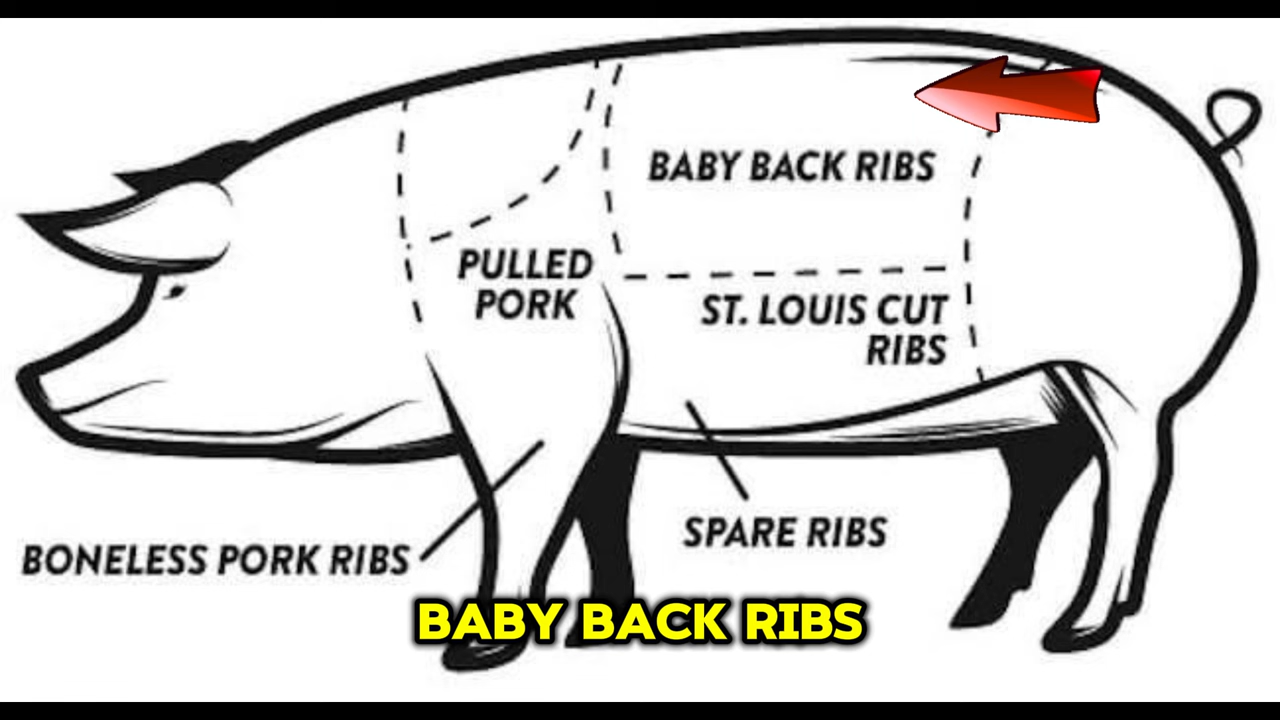 BABY BACK RIBS
PULLED
PORK
ST. LOUIS CUT
RIBS
SPARE RIBS
BONELESS PORK RIBS
BABY BACK RIBS